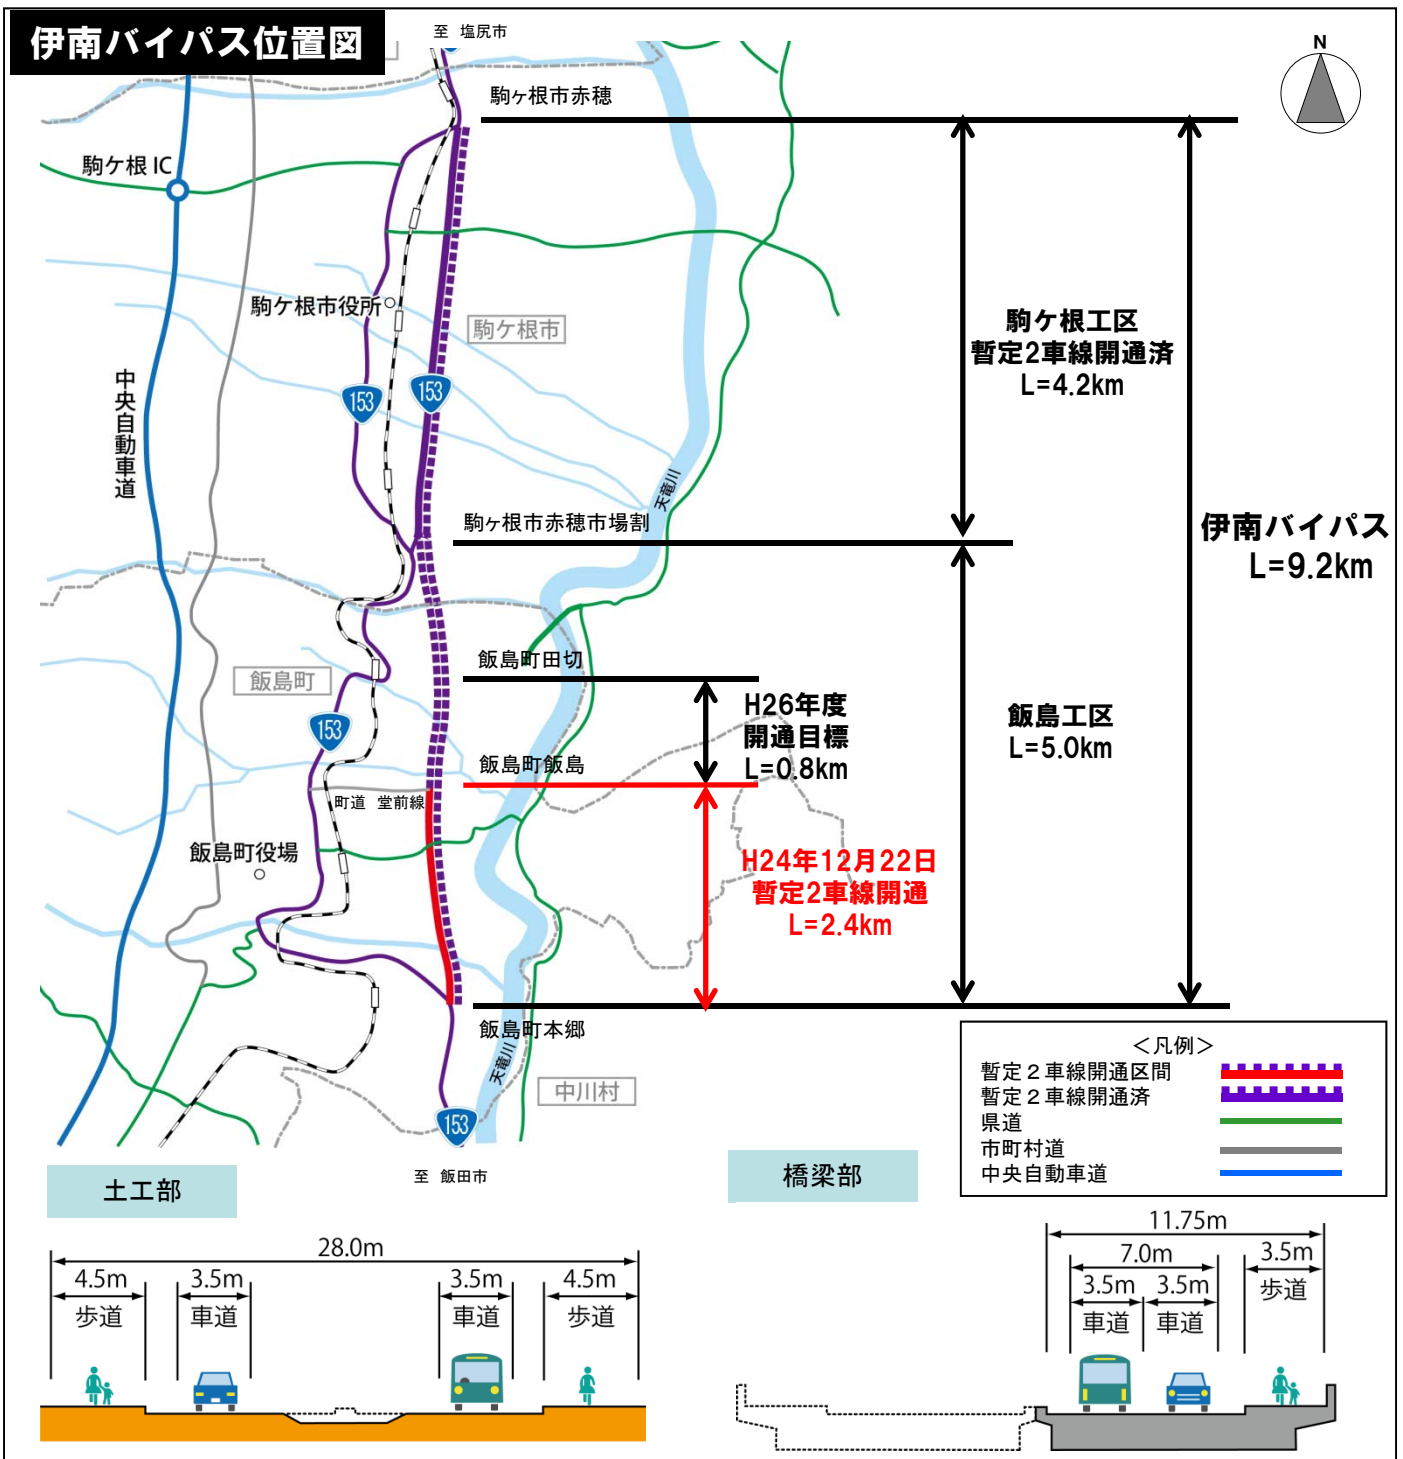 伊南バイパス位置図
至 塩尻市
N
駒ヶ根市赤穂
駒ケ根 IC
駒ケ根市役所
駒ケ根市
駒ケ根工区
暫定2車線開通済
L=4.2km
153
153
中央自動車道
天竜川
駒ヶ根市赤穂市場割
伊南バイパス
L=9.2km
飯島町田切
飯島町
H26年度
開通目標
L=0.8km
飯島工区
L=5.0km
153
飯島町飯島
町道 堂前線
飯島町役場
H24年12月22日
暫定2車線開通
L=2.4km
飯島町本郷
天竜川
中川村
153
至 飯田市
＜凡例＞
暫定２車線開通区間
暫定２車線開通済
県道
市町村道
中央自動車道
土工部
28.0m
4.5m
3.5m
3.5m
4.5m
歩道
車道
車道
歩道
橋梁部
11.75m
7.0m
3.5m
3.5m
3.5m
歩道
車道
車道